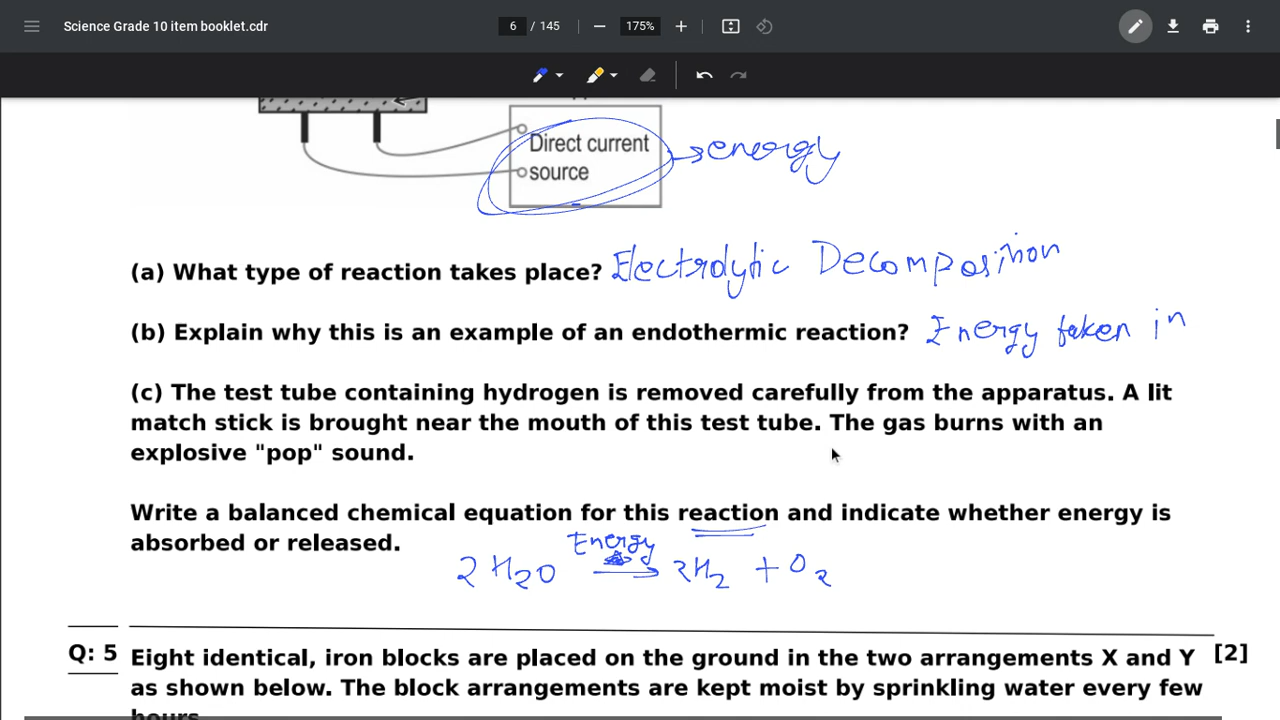 Science Grade 10 item booklet.cdr
6 / 145
175%
Direct current
source
energy
(a) What type of reaction takes place? Electrolytic Decomposition
(b) Explain why this is an example of an endothermic reaction? Energy taken in
(c) The test tube containing hydrogen is removed carefully from the apparatus. A lit
match stick is brought near the mouth of this test tube. The gas burns with an
explosive "pop" sound.
Write a balanced chemical equation for this reaction and indicate whether energy is
absorbed or released.
Energy
2 H2O → 2H2 + O2
Q: 5 Eight identical, iron blocks are placed on the ground in the two arrangements X and Y [2]
as shown below. The block arrangements are kept moist by sprinkling water every few
hours.